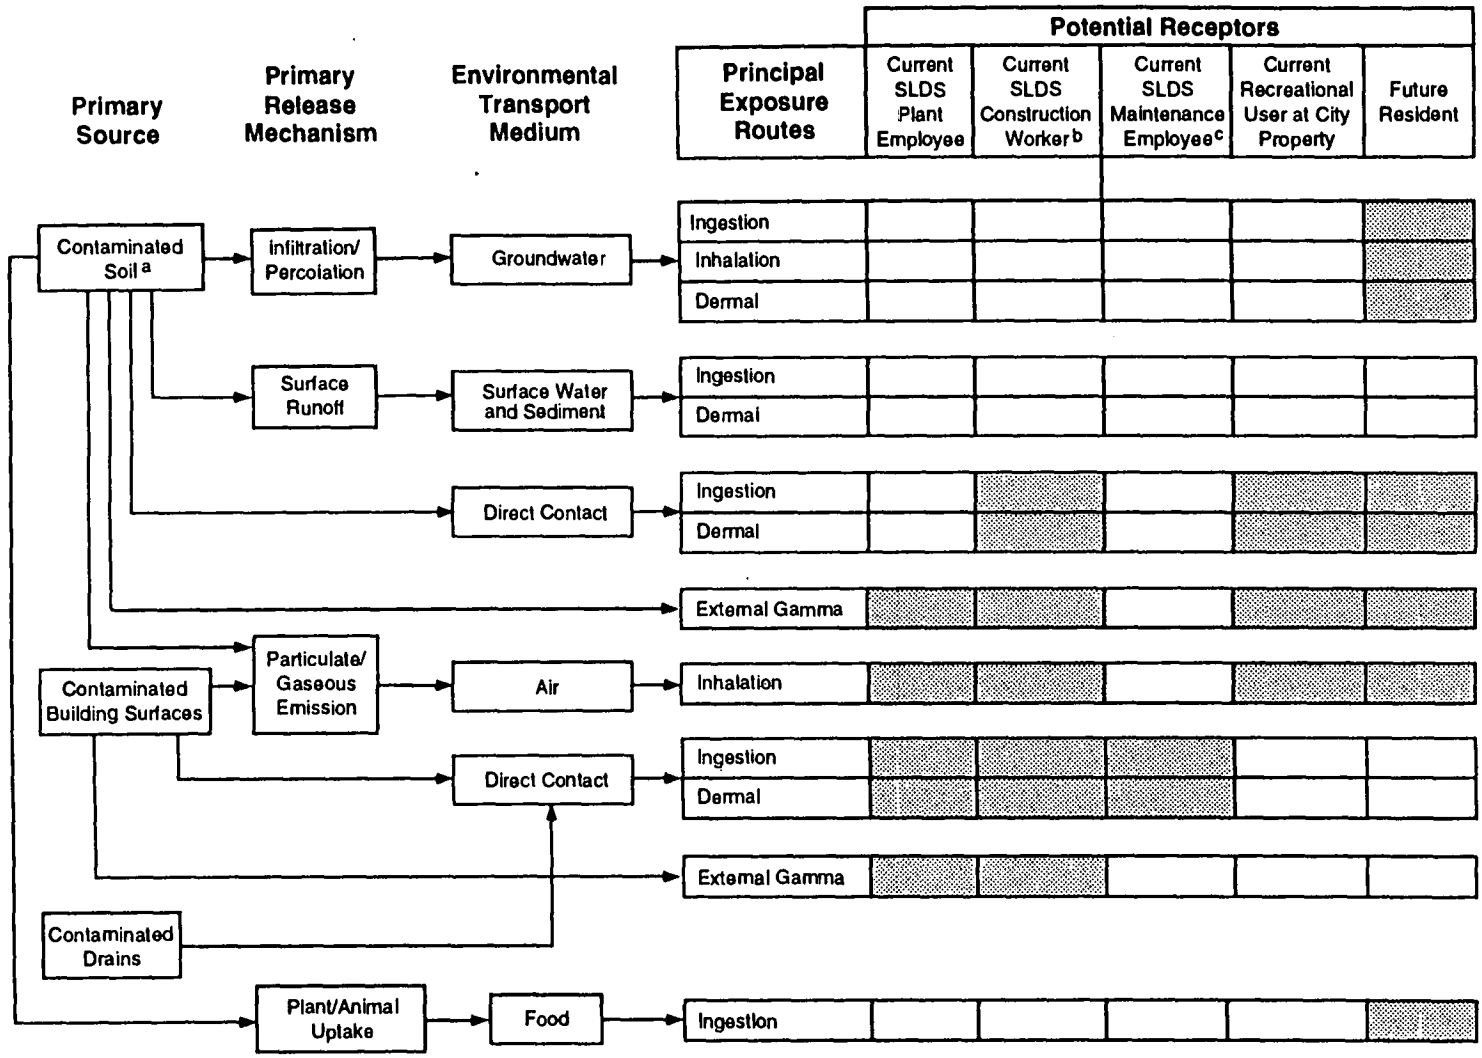 Potential Receptors
Primary
Source
Primary
Release
Mechanism
Environmental
Transport
Medium
Principal
Exposure
Routes
Current
SLDS
Plant
Employee
Current
SLDS
Construction
Worker b
Current
SLDS
Maintenance
Employee c
Current
Recreational
User at City
Property
Future
Resident
Contaminated
Soil a
Infiltration/
Percolation
Groundwater
Ingestion
Inhalation
Dermal
Surface
Runoff
Surface Water
and Sediment
Ingestion
Dermal
Direct Contact
Ingestion
Dermal
External Gamma
Contaminated
Building Surfaces
Particulate/
Gaseous
Emission
Air
Inhalation
Direct Contact
Ingestion
Dermal
External Gamma
Contaminated
Drains
Plant/Animal
Uptake
Food
Ingestion